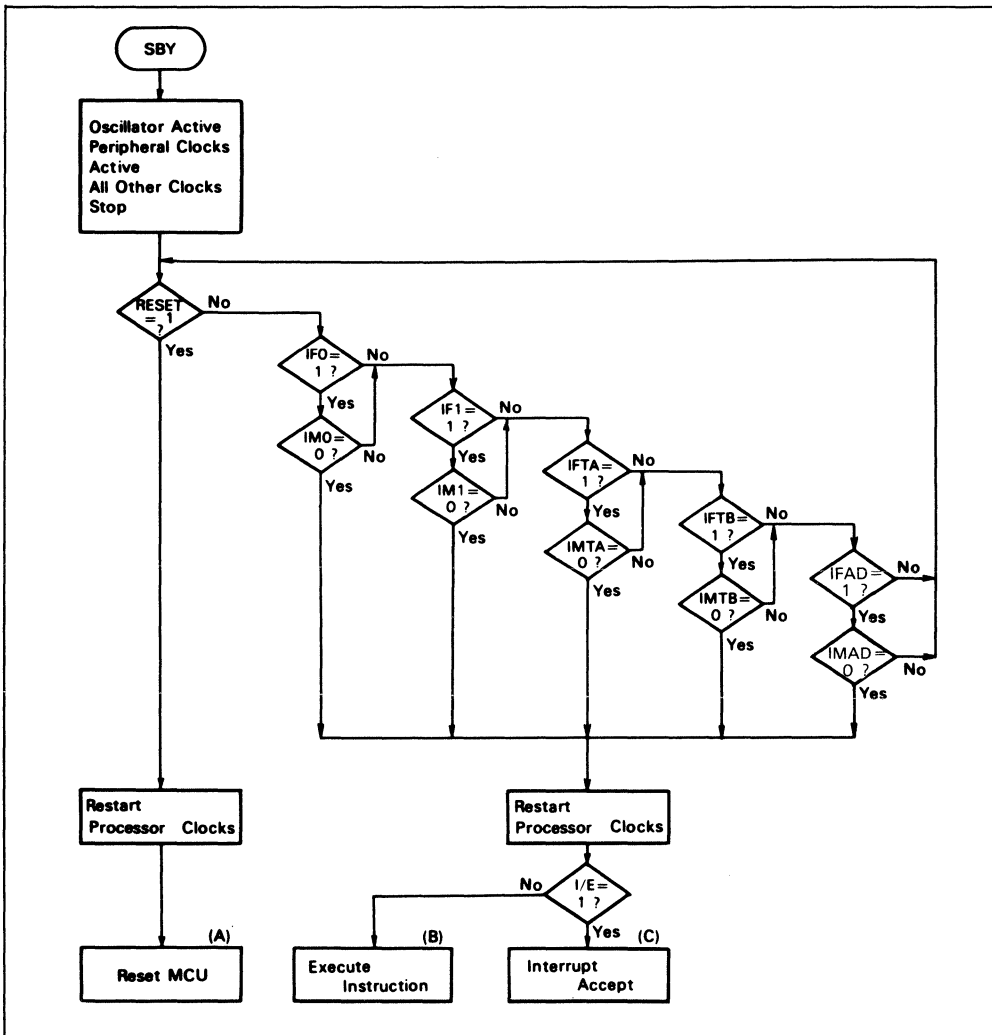 SBY
Oscillator Active
Peripheral Clocks
Active
All Other Clocks
Stop
RESET
= 1
?
No
Yes
IF0=
1 ?
No
Yes
IM0=
0 ?
No
Yes
IF1=
1 ?
No
Yes
IM1=
0 ?
No
Yes
IFTA=
1 ?
No
Yes
IMTA=
0 ?
No
Yes
IFTB=
1 ?
No
Yes
IMTB=
0 ?
No
Yes
IFAD=
1 ?
No
Yes
IMAD=
0 ?
No
Yes
Restart
Processor Clocks
Restart
Processor Clocks
I/E=
1 ?
No
Yes
(A)
Reset MCU
(B)
Execute
Instruction
(C)
Interrupt
Accept